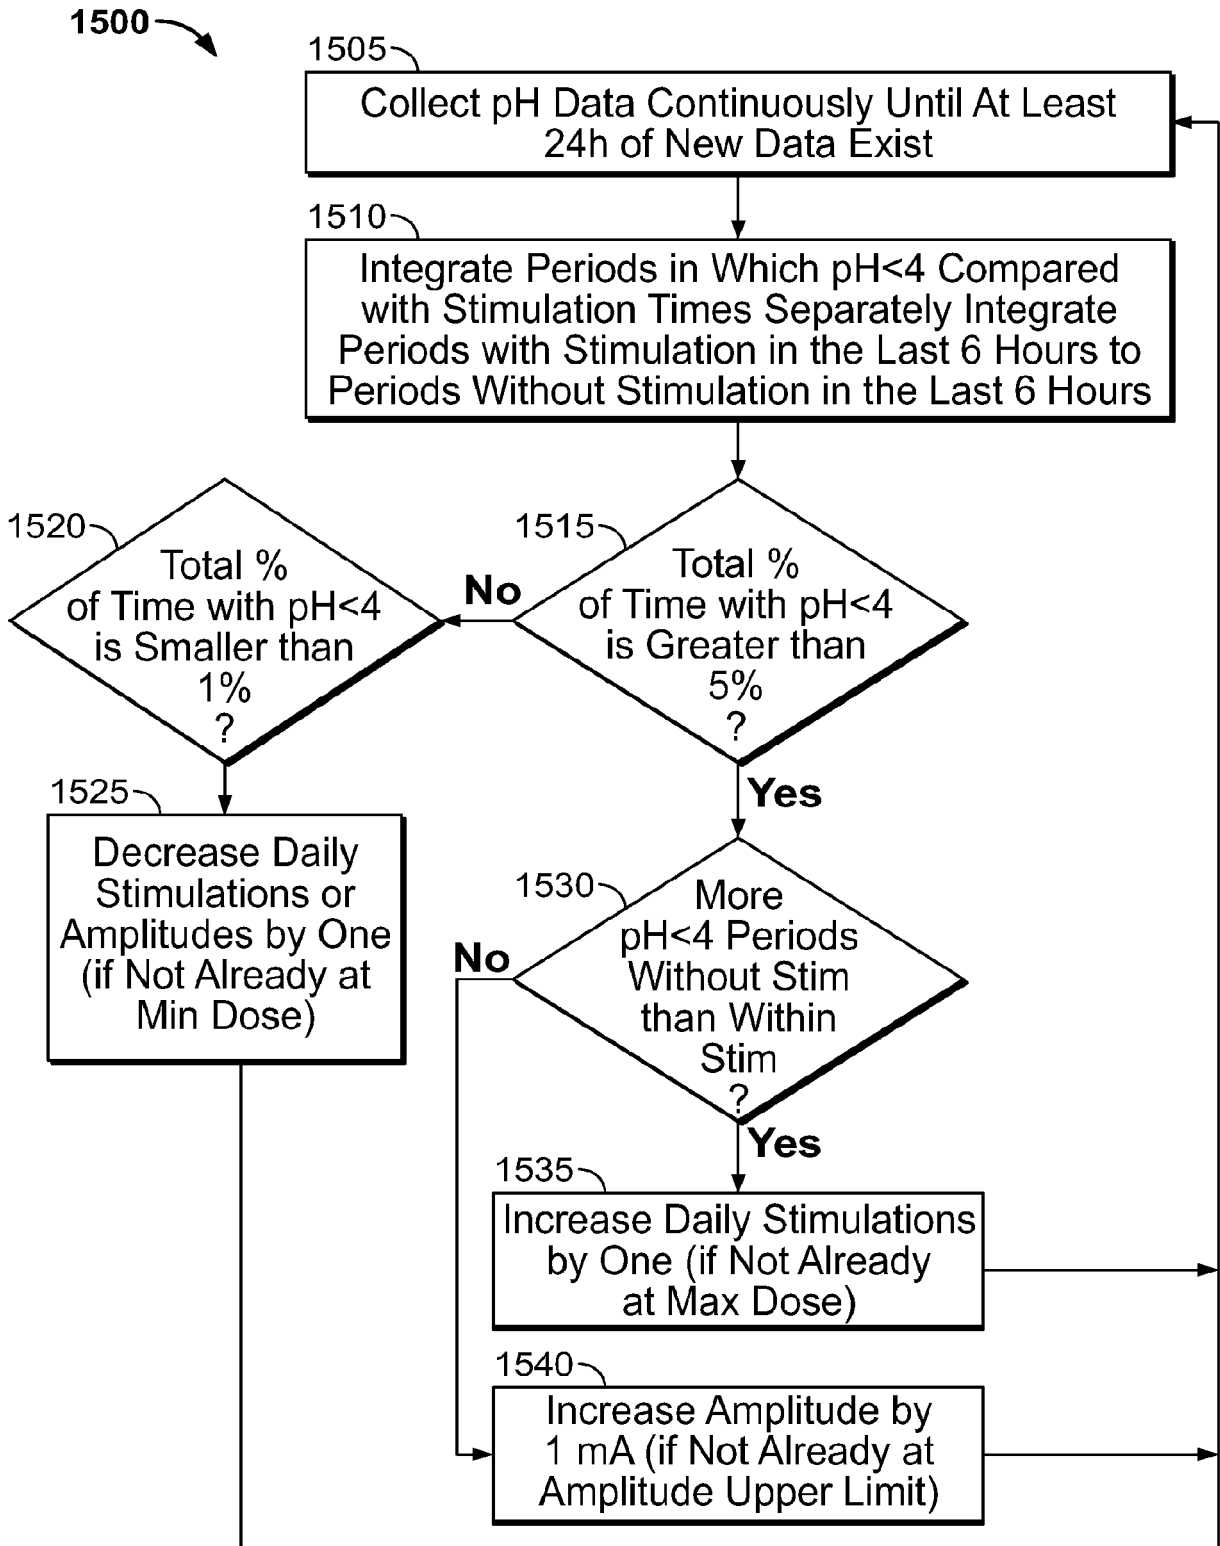 1500
1505
Collect pH Data Continuously Until At Least
24h of New Data Exist
1510
Integrate Periods in Which pH<4 Compared
with Stimulation Times Separately Integrate
Periods with Stimulation in the Last 6 Hours to
Periods Without Stimulation in the Last 6 Hours
1515
Total %
of Time with pH<4
is Greater than
5%
?
No
Yes
1520
Total %
of Time with pH<4
is Smaller than
1%
?
1525
Decrease Daily
Stimulations or
Amplitudes by One
(if Not Already at
Min Dose)
1530
More
pH<4 Periods
Without Stim
than Within
Stim
?
No
Yes
1535
Increase Daily Stimulations
by One (if Not Already
at Max Dose)
1540
Increase Amplitude by
1 mA (if Not Already at
Amplitude Upper Limit)